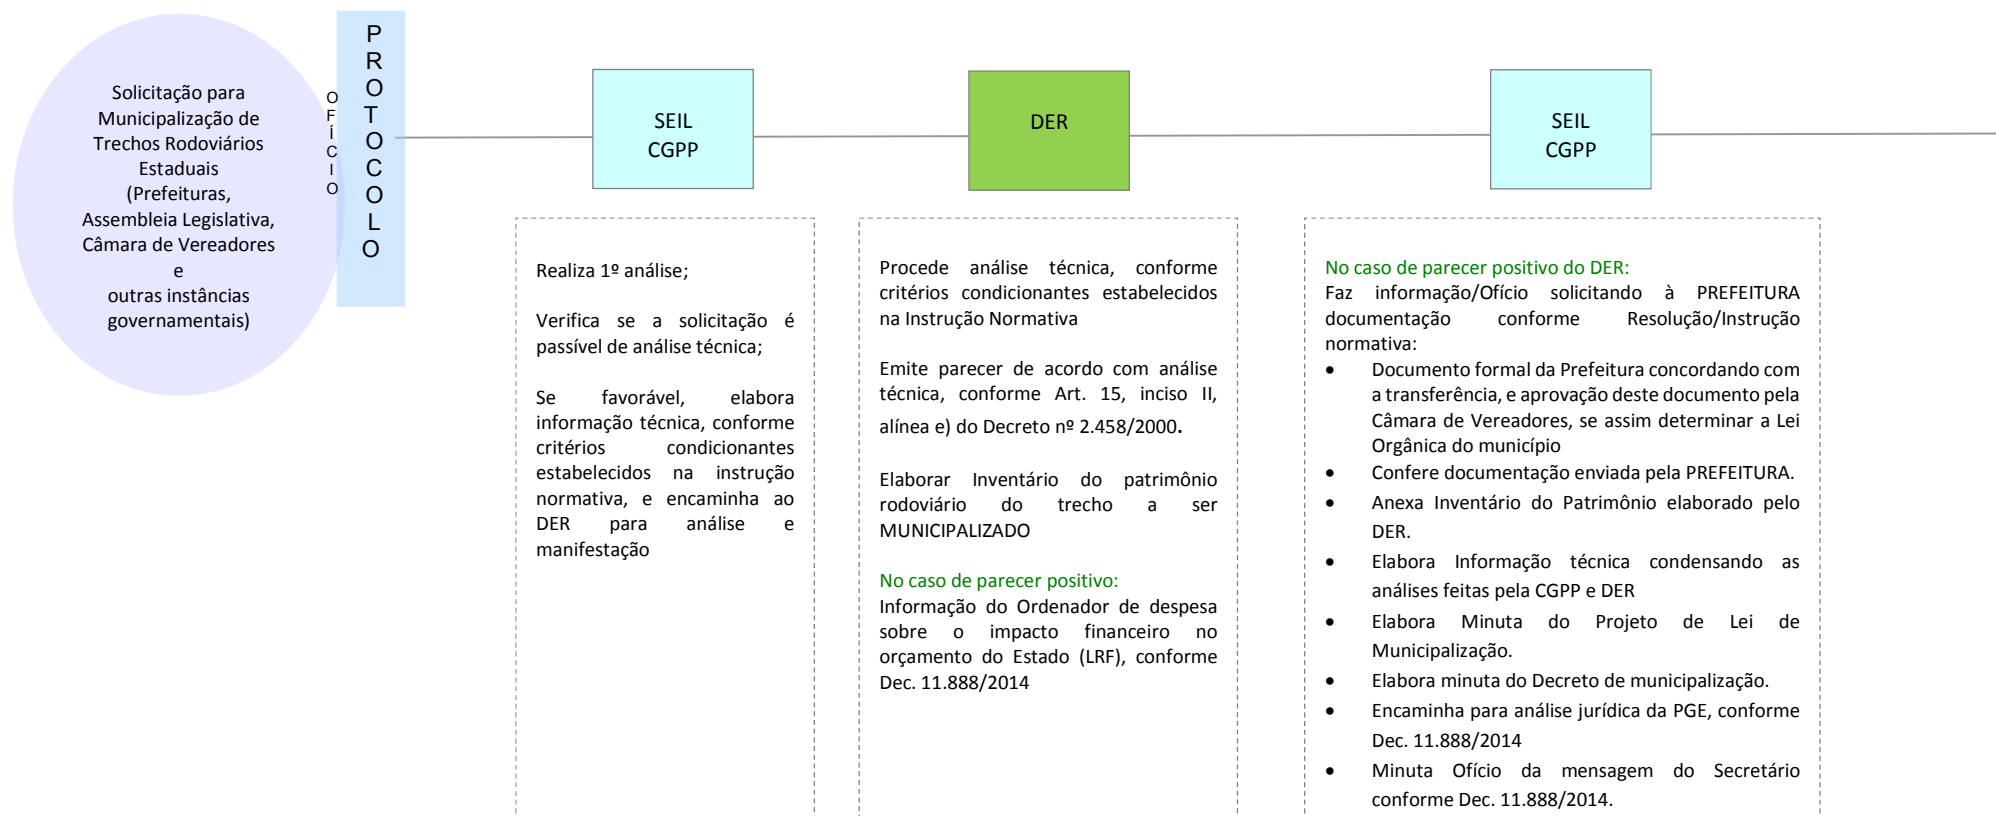 Solicitação para
Municipalização de
Trechos Rodoviários
Estaduais
(Prefeituras,
Assembleia Legislativa,
Câmara de Vereadores
e
outras instâncias
governamentais)
OFÍCIO
PROTOCOLO
SEIL
CGPP
DER
SEIL
CGPP
Realiza 1º análise;
Verifica se a solicitação é
passível de análise técnica;
Se favorável, elabora
informação técnica, conforme
critérios condicionantes
estabelecidos na instrução
normativa, e encaminha ao
DER para análise e
manifestação
Procede análise técnica, conforme
critérios condicionantes estabelecidos
na Instrução Normativa
Emite parecer de acordo com análise
técnica, conforme Art. 15, inciso II,
alínea e) do Decreto nº 2.458/2000.
Elaborar Inventário do patrimônio
rodoviário do trecho a ser
MUNICIPALIZADO
No caso de parecer positivo:
Informação do Ordenador de despesa
sobre o impacto financeiro no
orçamento do Estado (LRF), conforme
Dec. 11.888/2014
No caso de parecer positivo do DER:
Faz informação/Ofício solicitando à PREFEITURA
documentação conforme Resolução/Instrução
normativa:
• Documento formal da Prefeitura concordando com
a transferência, e aprovação deste documento pela
Câmara de Vereadores, se assim determinar a Lei
Orgânica do município
• Confere documentação enviada pela PREFEITURA.
• Anexa Inventário do Patrimônio elaborado pelo
DER.
• Elabora Informação técnica condensando as
análises feitas pela CGPP e DER
• Elabora Minuta do Projeto de Lei de
Municipalização.
• Elabora minuta do Decreto de municipalização.
• Encaminha para análise jurídica da PGE, conforme
Dec. 11.888/2014
• Minuta Ofício da mensagem do Secretário
conforme Dec. 11.888/2014.